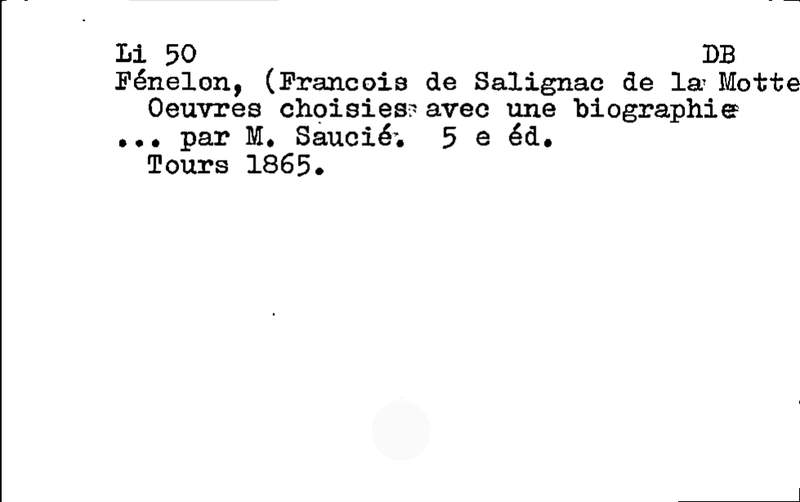 Li 50 DB
Fénelon, (Francois de Salignac de la Motte
Oeuvres choisies avec une biographie
... par M. Saucié. 5 e éd.
Tours 1865.